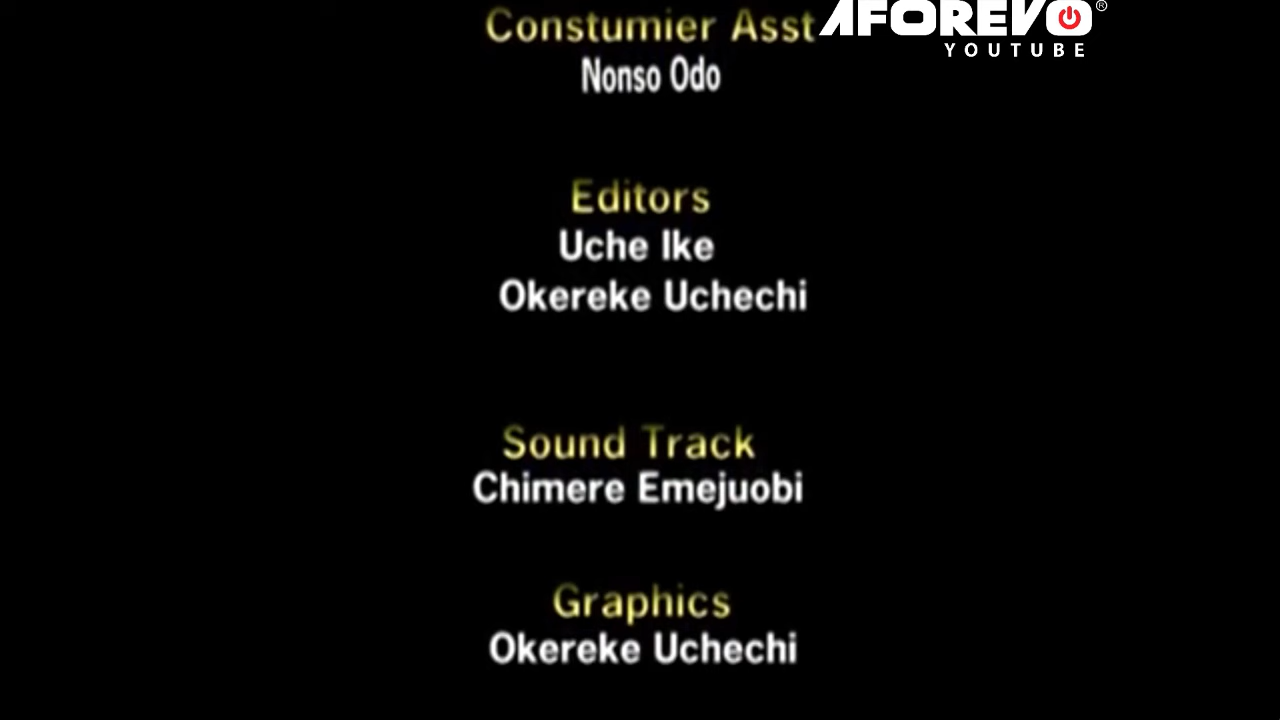 Constumier Asst
AFOREVO®
YOUTUBE
Nonso Odo
Editors
Uche Ike
Okereke Uchechi
Sound Track
Chimere Emejuobi
Graphics
Okereke Uchechi